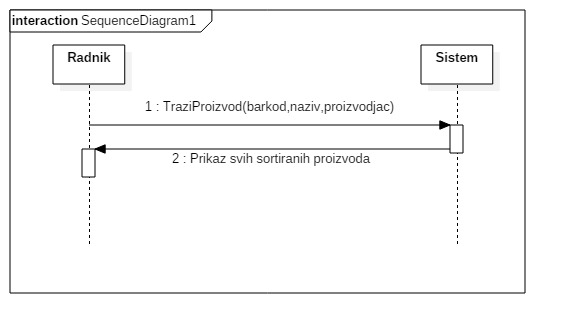 interaction SequenceDiagram1
Radnik
Sistem
1 : TraziProizvod(barkod,naziv,proizvodjac)
2 : Prikaz svih sortiranih proizvoda